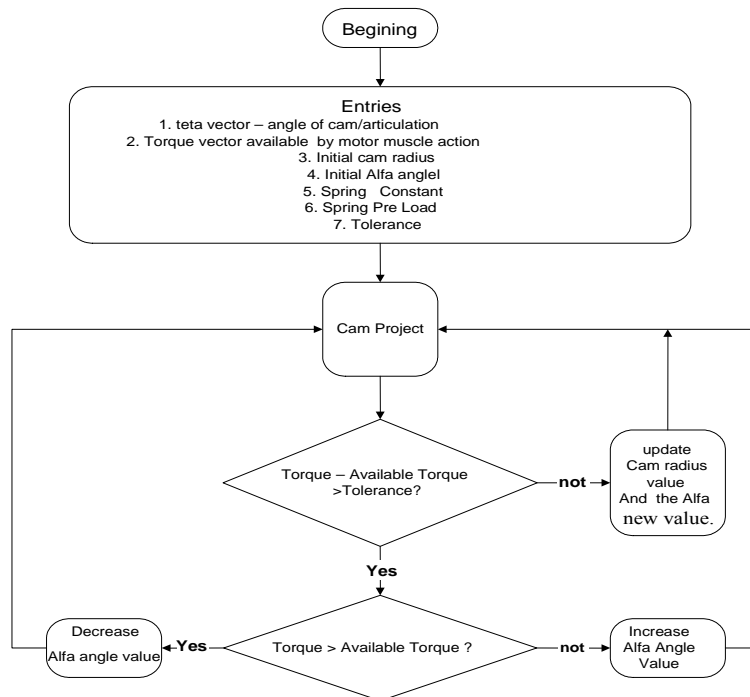 Begining
Entries
1. teta vector – angle of cam/articulation
2. Torque vector available by motor muscle action
3. Initial cam radius
4. Initial Alfa anglel
5. Spring Constant
6. Spring Pre Load
7. Tolerance
Cam Project
Torque – Available Torque
>Tolerance?
not
update
Cam radius
value
And the Alfa
new value.
Yes
Decrease
Alfa angle value
Yes
Torque > Available Torque ?
not
Increase
Alfa Angle
Value